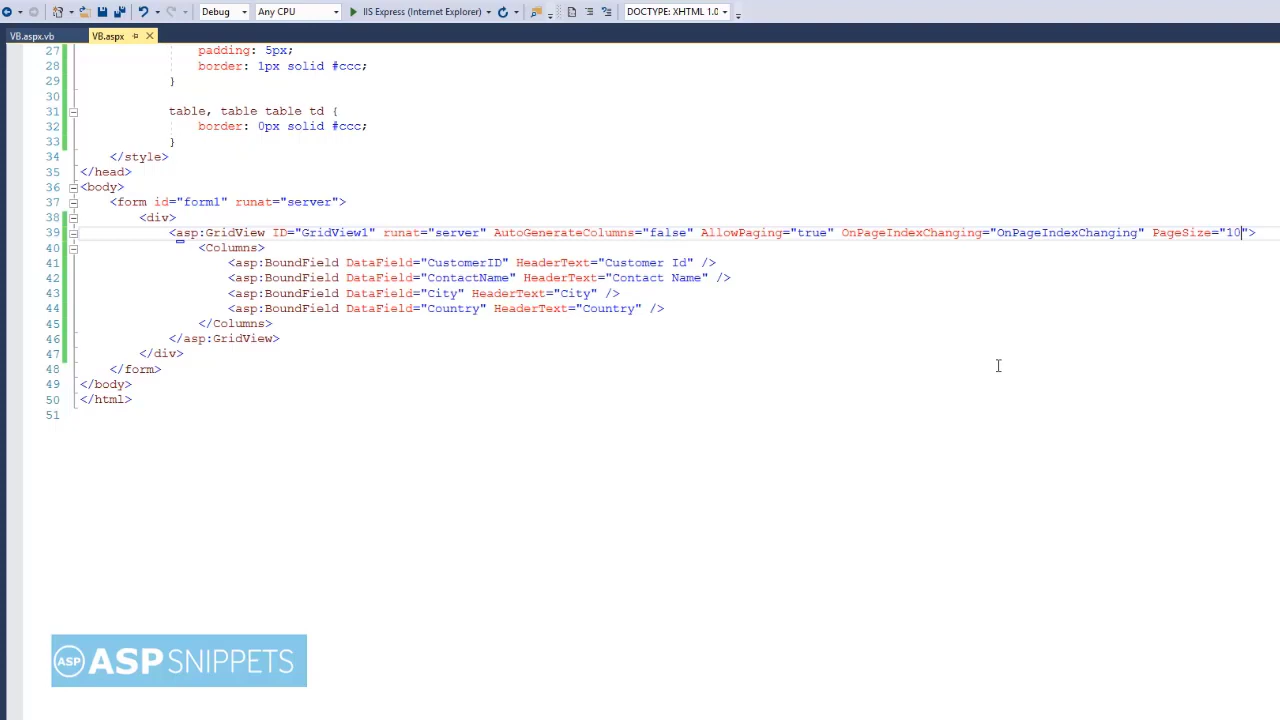 Debug Any CPU IIS Express (Internet Explorer) DOCTYPE: XHTML 1.0
VB.aspx.vb VB.aspx
27 padding: 5px;
28 border: 1px solid #ccc;
29 }
30
31 table, table table td {
32 border: 0px solid #ccc;
33 }
34 </style>
35 </head>
36 <body>
37 <form id="form1" runat="server">
38 <div>
39 <asp:GridView ID="GridView1" runat="server" AutoGenerateColumns="false" AllowPaging="true" OnPageIndexChanging="OnPageIndexChanging" PageSize="10">
40 <Columns>
41 <asp:BoundField DataField="CustomerID" HeaderText="Customer Id" />
42 <asp:BoundField DataField="ContactName" HeaderText="Contact Name" />
43 <asp:BoundField DataField="City" HeaderText="City" />
44 <asp:BoundField DataField="Country" HeaderText="Country" />
45 </Columns>
46 </asp:GridView>
47 </div>
48 </form>
49 </body>
50 </html>
51
ASP ASPSNIPPETS